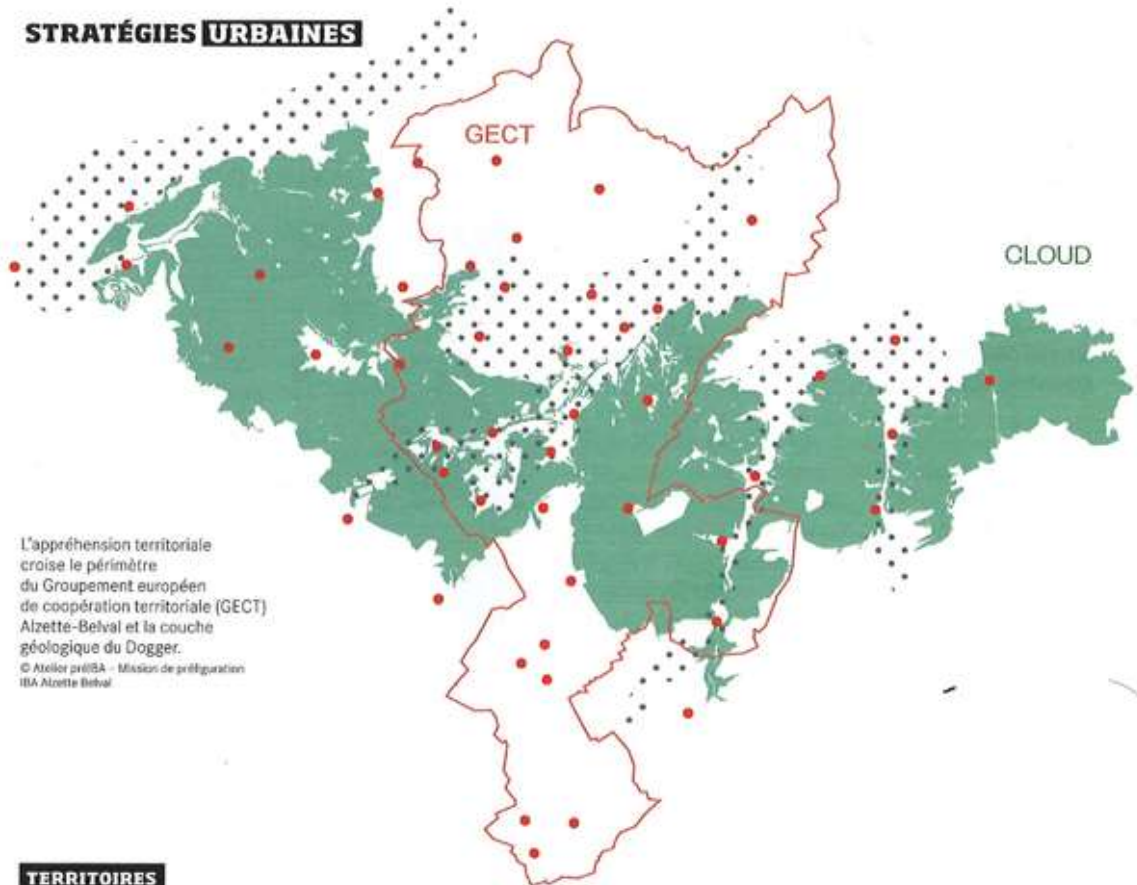 STRATÉGIES URBAINES
GECT
CLOUD
L'appréhension territoriale
croise le périmètre
du Groupement européen
de coopération territoriale (GECT)
Alzette-Belval et la couche
géologique du Dogger.
© Atelier préIBA – Mission de préfiguration
IBA Alzette Belval
TERRITOIRES